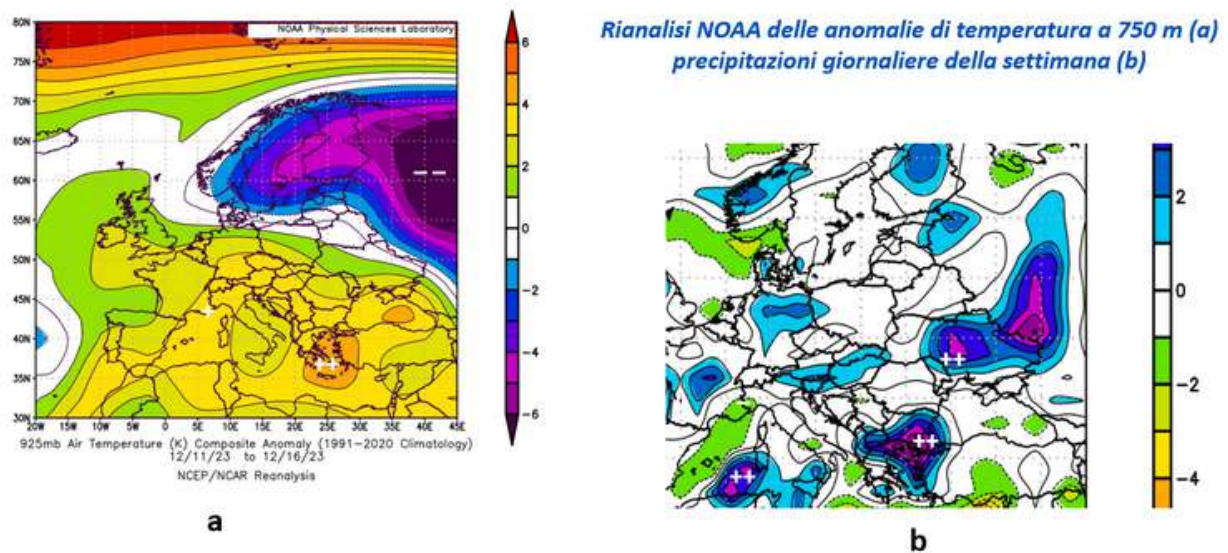 Rianalisi NOAA delle anomalie di temperatura a 750 m (a)
precipitazioni giornaliere della settimana (b)
NOAA Physical Sciences Laboratory
80N
75N
70N
65N
60N
55N
50N
45N
40N
35N
30N
20W 15W 10W 5W 0 5E 10E 15E 20E 25E 30E 35E 40E 45E
6
4
2
0
−2
−4
−6
−−
+
++
925mb Air Temperature (K) Composite Anomaly (1991−2020 Climatology)
12/11/23 to 12/16/23
NCEP/NCAR Reanalysis
a
2
0
−2
−4
++
++
++
b